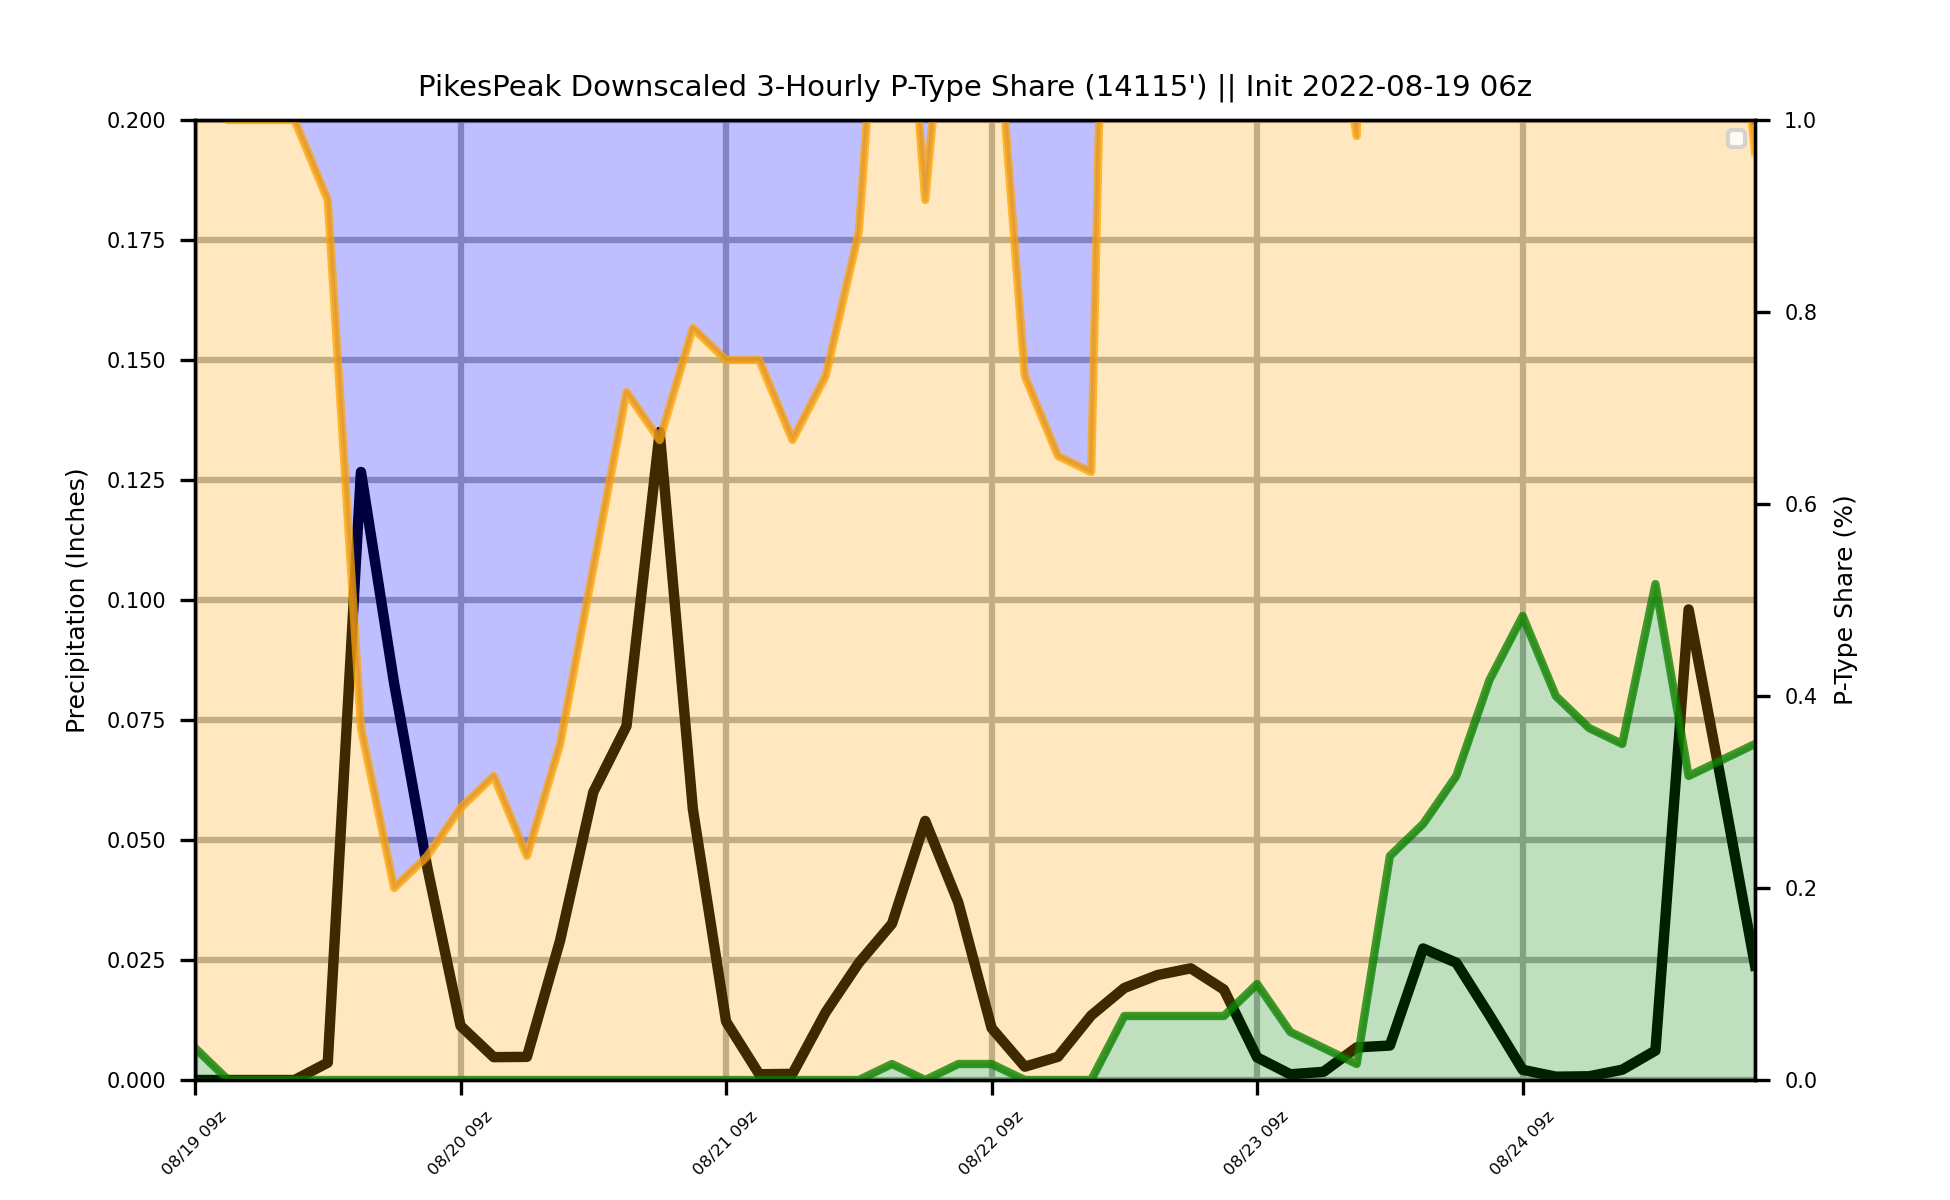 PikesPeak Downscaled 3-Hourly P-Type Share (14115') || Init 2022-08-19 06z
0.200
0.175
0.150
0.125
0.100
0.075
0.050
0.025
0.000
Precipitation (Inches)
1.0
0.8
0.6
0.4
0.2
0.0
P-Type Share (%)
08/19 09z
08/20 09z
08/21 09z
08/22 09z
08/23 09z
08/24 09z